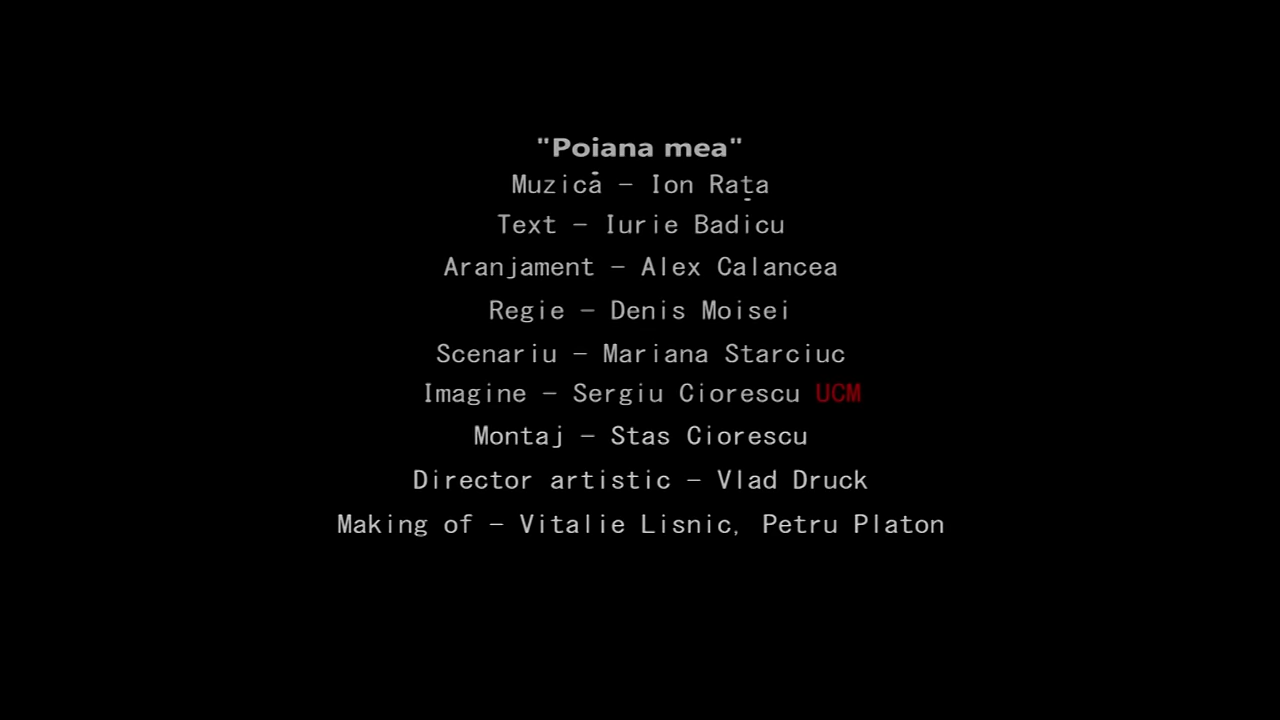 "Poiana mea"
Muzică – Ion Rața
Text – Iurie Badicu
Aranjament – Alex Calancea
Regie – Denis Moisei
Scenariu – Mariana Starciuc
Imagine – Sergiu Ciorescu UCM
Montaj – Stas Ciorescu
Director artistic – Vlad Druck
Making of – Vitalie Lisnic, Petru Platon